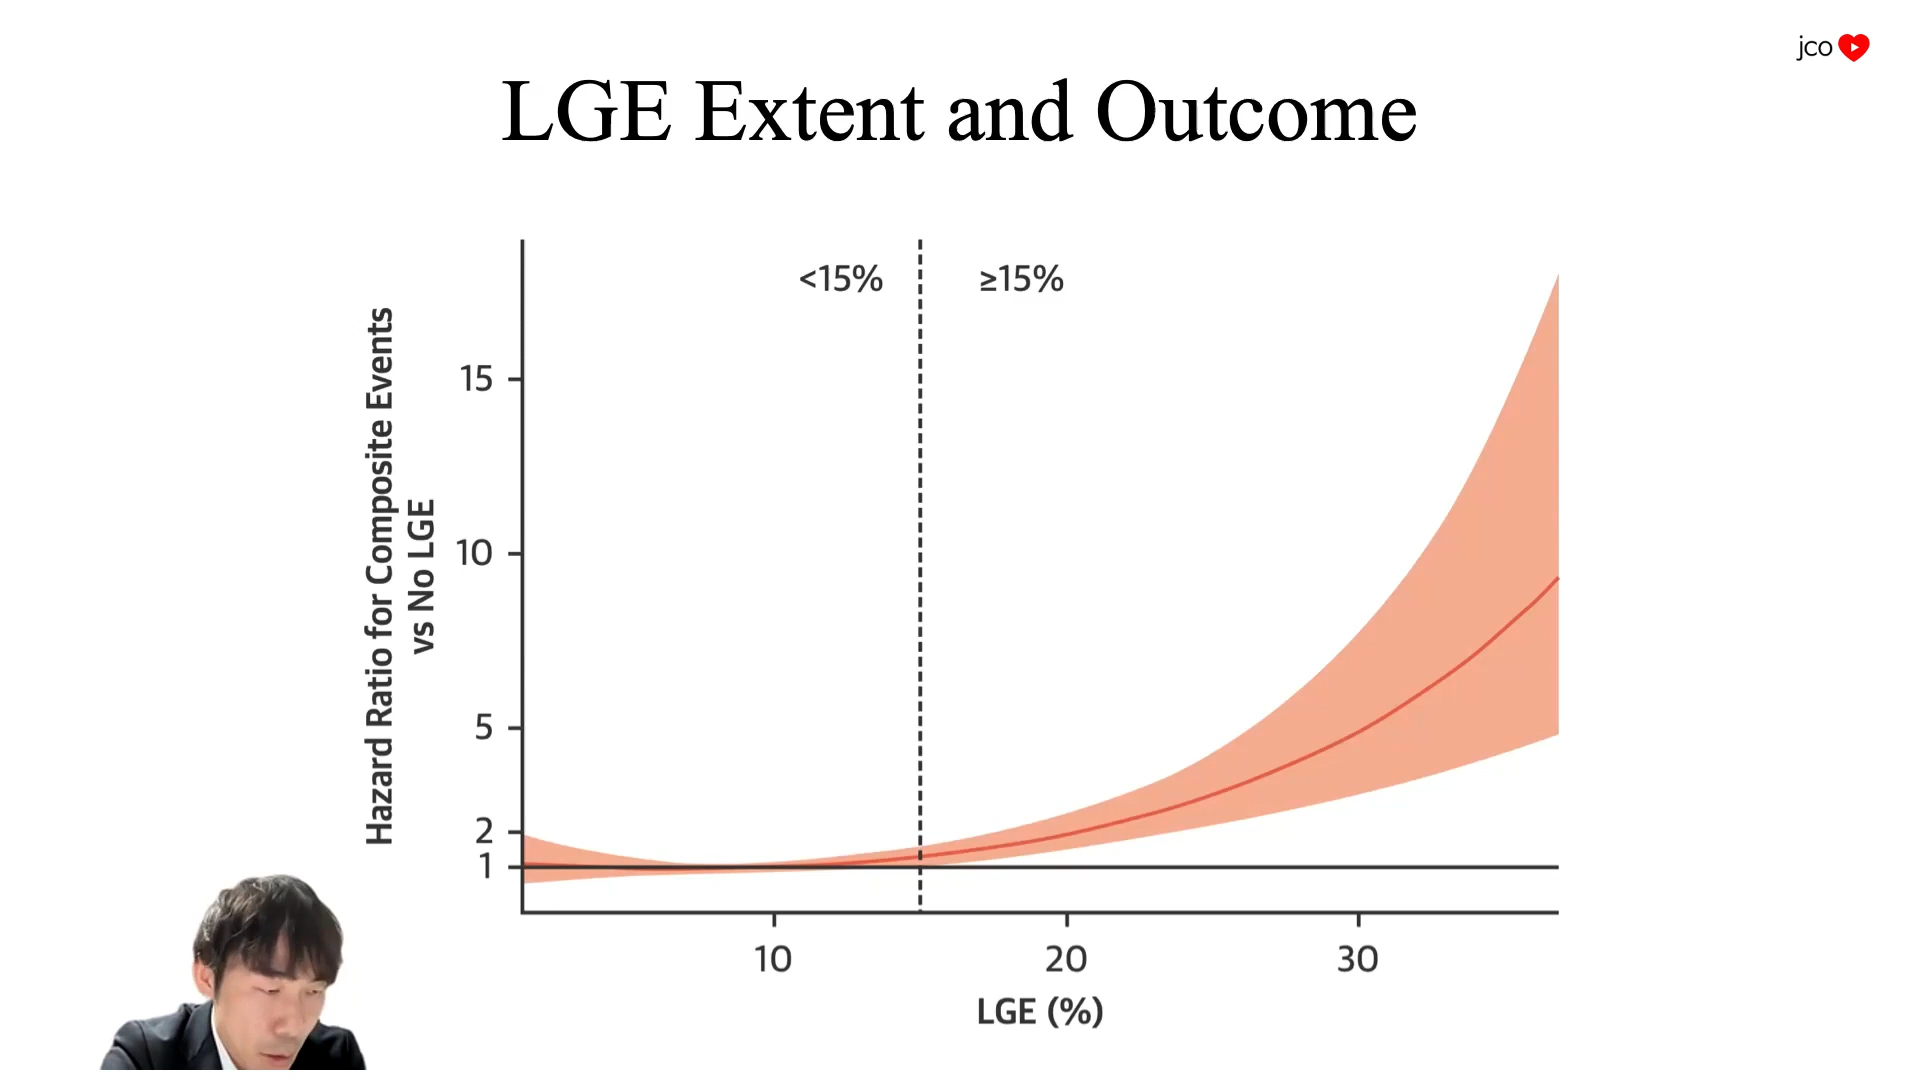 jco
LGE Extent and Outcome
<15%
≥15%
Hazard Ratio for Composite Events
vs No LGE
15
10
5
2
1
10
20
30
LGE (%)